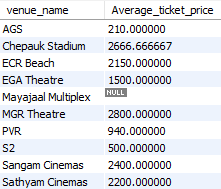 venue_name Average_ticket_price
AGS 210.000000
Chepauk Stadium 2666.666667
ECR Beach 2150.000000
EGA Theatre 1500.000000
Mayajaal Multiplex NULL
MGR Theatre 2800.000000
PVR 940.000000
S2 500.000000
Sangam Cinemas 2400.000000
Sathyam Cinemas 2200.000000